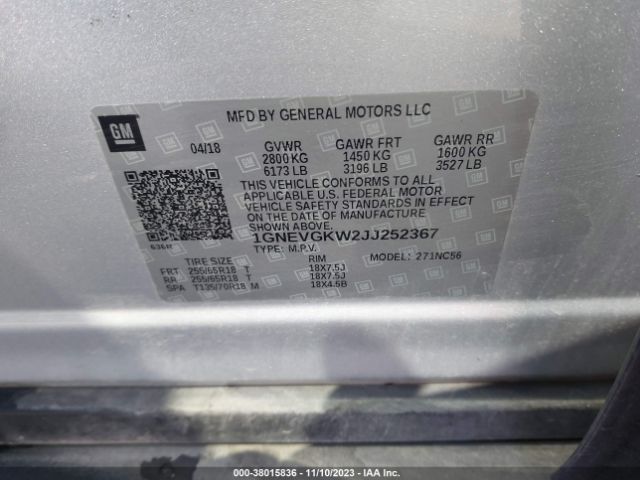 GM
MFD BY GENERAL MOTORS LLC
04/18 GVWR GAWR FRT GAWR RR
2800 KG 1450 KG 1600 KG
6173 LB 3196 LB 3527 LB
THIS VEHICLE CONFORMS TO ALL
APPLICABLE U.S. FEDERAL MOTOR
VEHICLE SAFETY STANDARDS IN EFFECT
ON THE DATE OF MANUFACTURE
SHOWN ABOVE.
1GNEVGKW2JJ252367
TYPE: M.P.V. MODEL: 271NC56
TIRE SIZE RIM
FRT 255/65R18 T 18X7.5J
RR 255/65R18 T 18X7.5J
SPA T135/70R18 M 18X4.5B
000-38015836 - 11/10/2023 - IAA Inc.